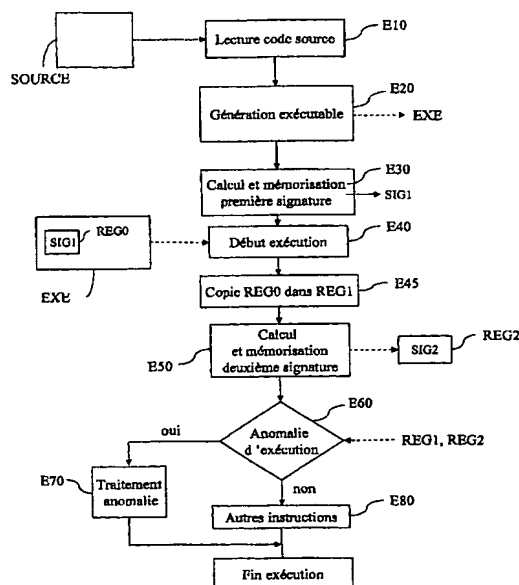 E10
Lecture code source
SOURCE
E20
Génération exécutable
EXE
E30
Calcul et mémorisation
première signature
SIG1
E40
SIG1
REG0
Début exécution
EXE
E45
Copie REG0 dans REG1
Calcul
et mémorisation
deuxième signature
E50
SIG2
REG2
E60
oui
Anomalie
d'exécution
REG1, REG2
E70
Traitement
anomalie
non
E80
Autres instructions
Fin exécution